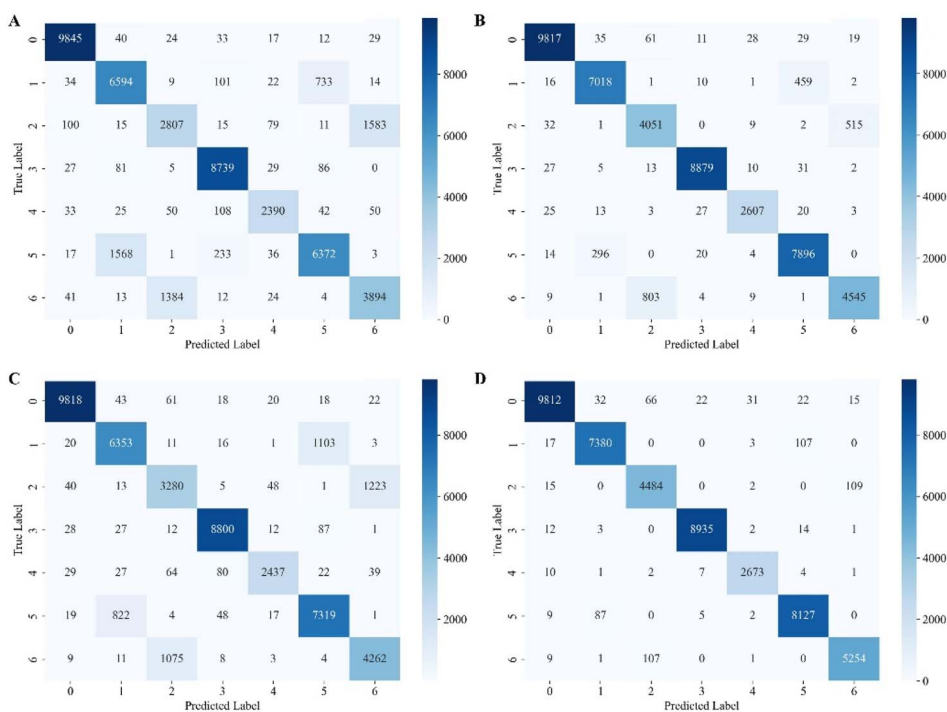 A
0 9845 40 24 33 17 12 29
1 34 6594 9 101 22 733 14
2 100 15 2807 15 79 11 1583
3 27 81 5 8739 29 86 0
4 33 25 50 108 2390 42 50
5 17 1568 1 233 36 6372 3
6 41 13 1384 12 24 4 3894
0 1 2 3 4 5 6
True Label
Predicted Label
8000
6000
4000
2000
0
B
0 9817 35 61 11 28 29 19
1 16 7018 1 10 1 459 2
2 32 1 4051 0 9 2 515
3 27 5 13 8879 10 31 2
4 25 13 3 27 2607 20 3
5 14 296 0 20 4 7896 0
6 9 1 803 4 9 1 4545
0 1 2 3 4 5 6
True Label
Predicted Label
8000
6000
4000
2000
0
C
0 9818 43 61 18 20 18 22
1 20 6353 11 16 1 1103 3
2 40 13 3280 5 48 1 1223
3 28 27 12 8800 12 87 1
4 29 27 64 80 2437 22 39
5 19 822 4 48 17 7319 1
6 9 11 1075 8 3 4 4262
0 1 2 3 4 5 6
True Label
Predicted Label
8000
6000
4000
2000
D
0 9812 32 66 22 31 22 15
1 17 7380 0 0 3 107 0
2 15 0 4484 0 2 0 109
3 12 3 0 8935 2 14 1
4 10 1 2 7 2673 4 1
5 9 87 0 5 2 8127 0
6 9 1 107 0 1 0 5254
0 1 2 3 4 5 6
True Label
Predicted Label
8000
6000
4000
2000
0